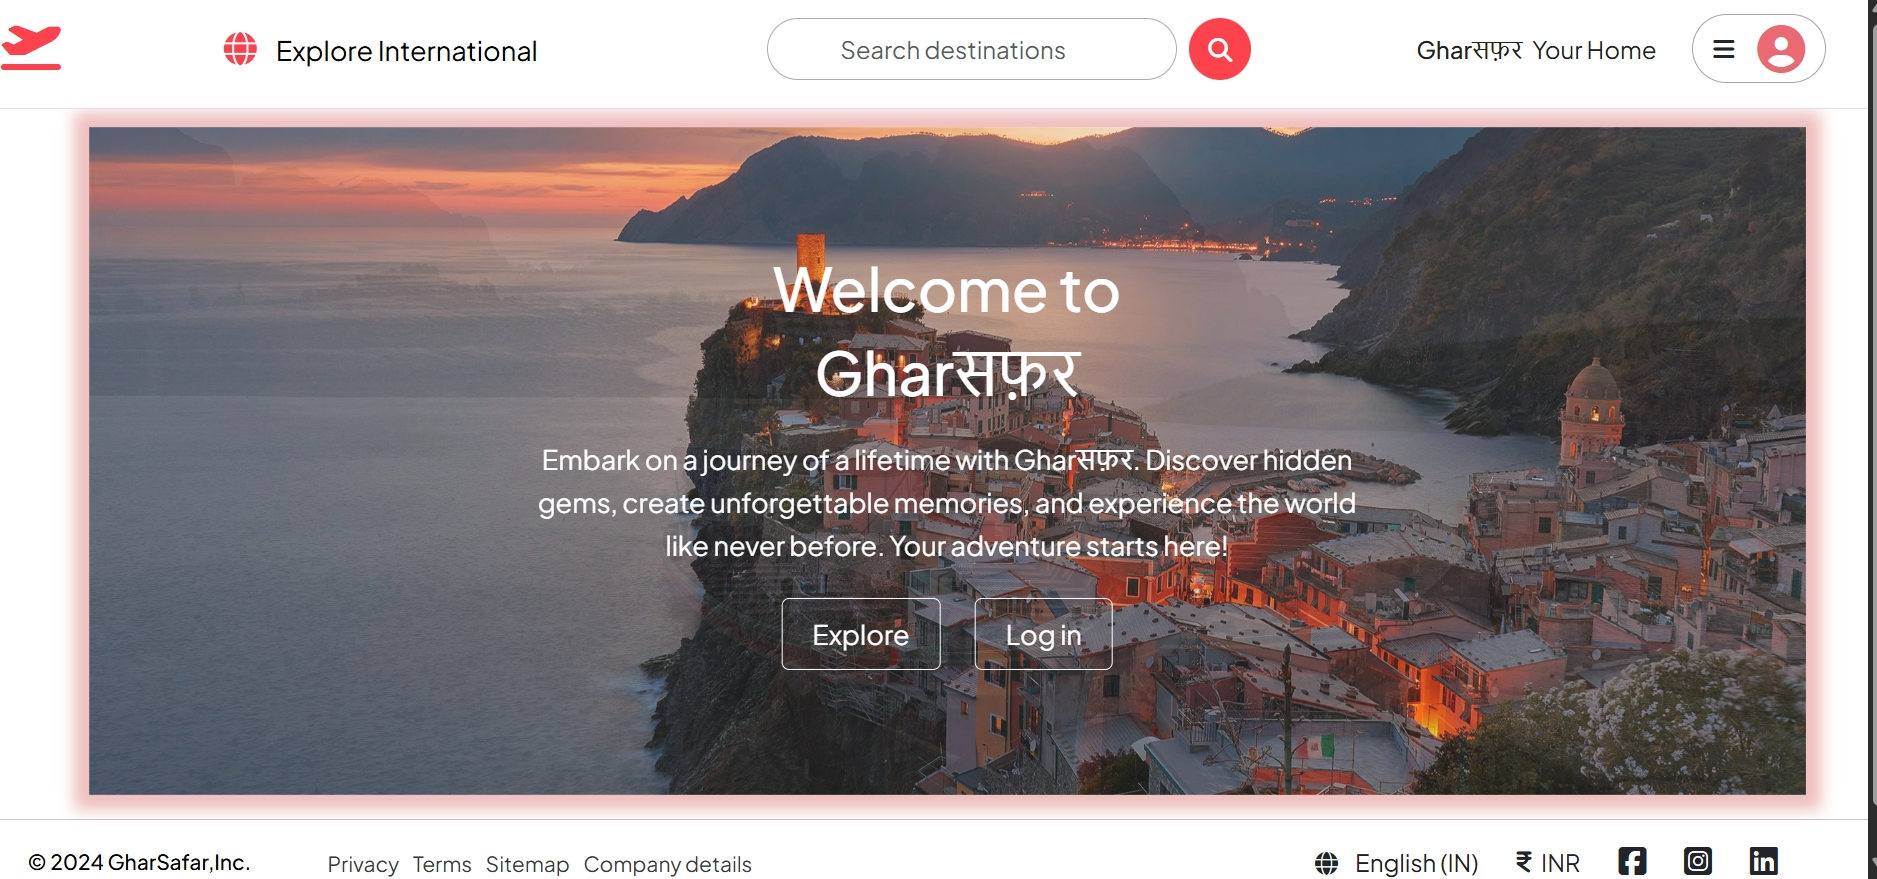 Explore International
Search destinations
Gharसफ़र Your Home
Welcome to
Gharसफ़र
Embark on a journey of a lifetime with Gharसफ़र. Discover hidden
gems, create unforgettable memories, and experience the world
like never before. Your adventure starts here!
Explore
Log in
© 2024 GharSafar,Inc.
Privacy Terms Sitemap Company details
English (IN)
₹ INR